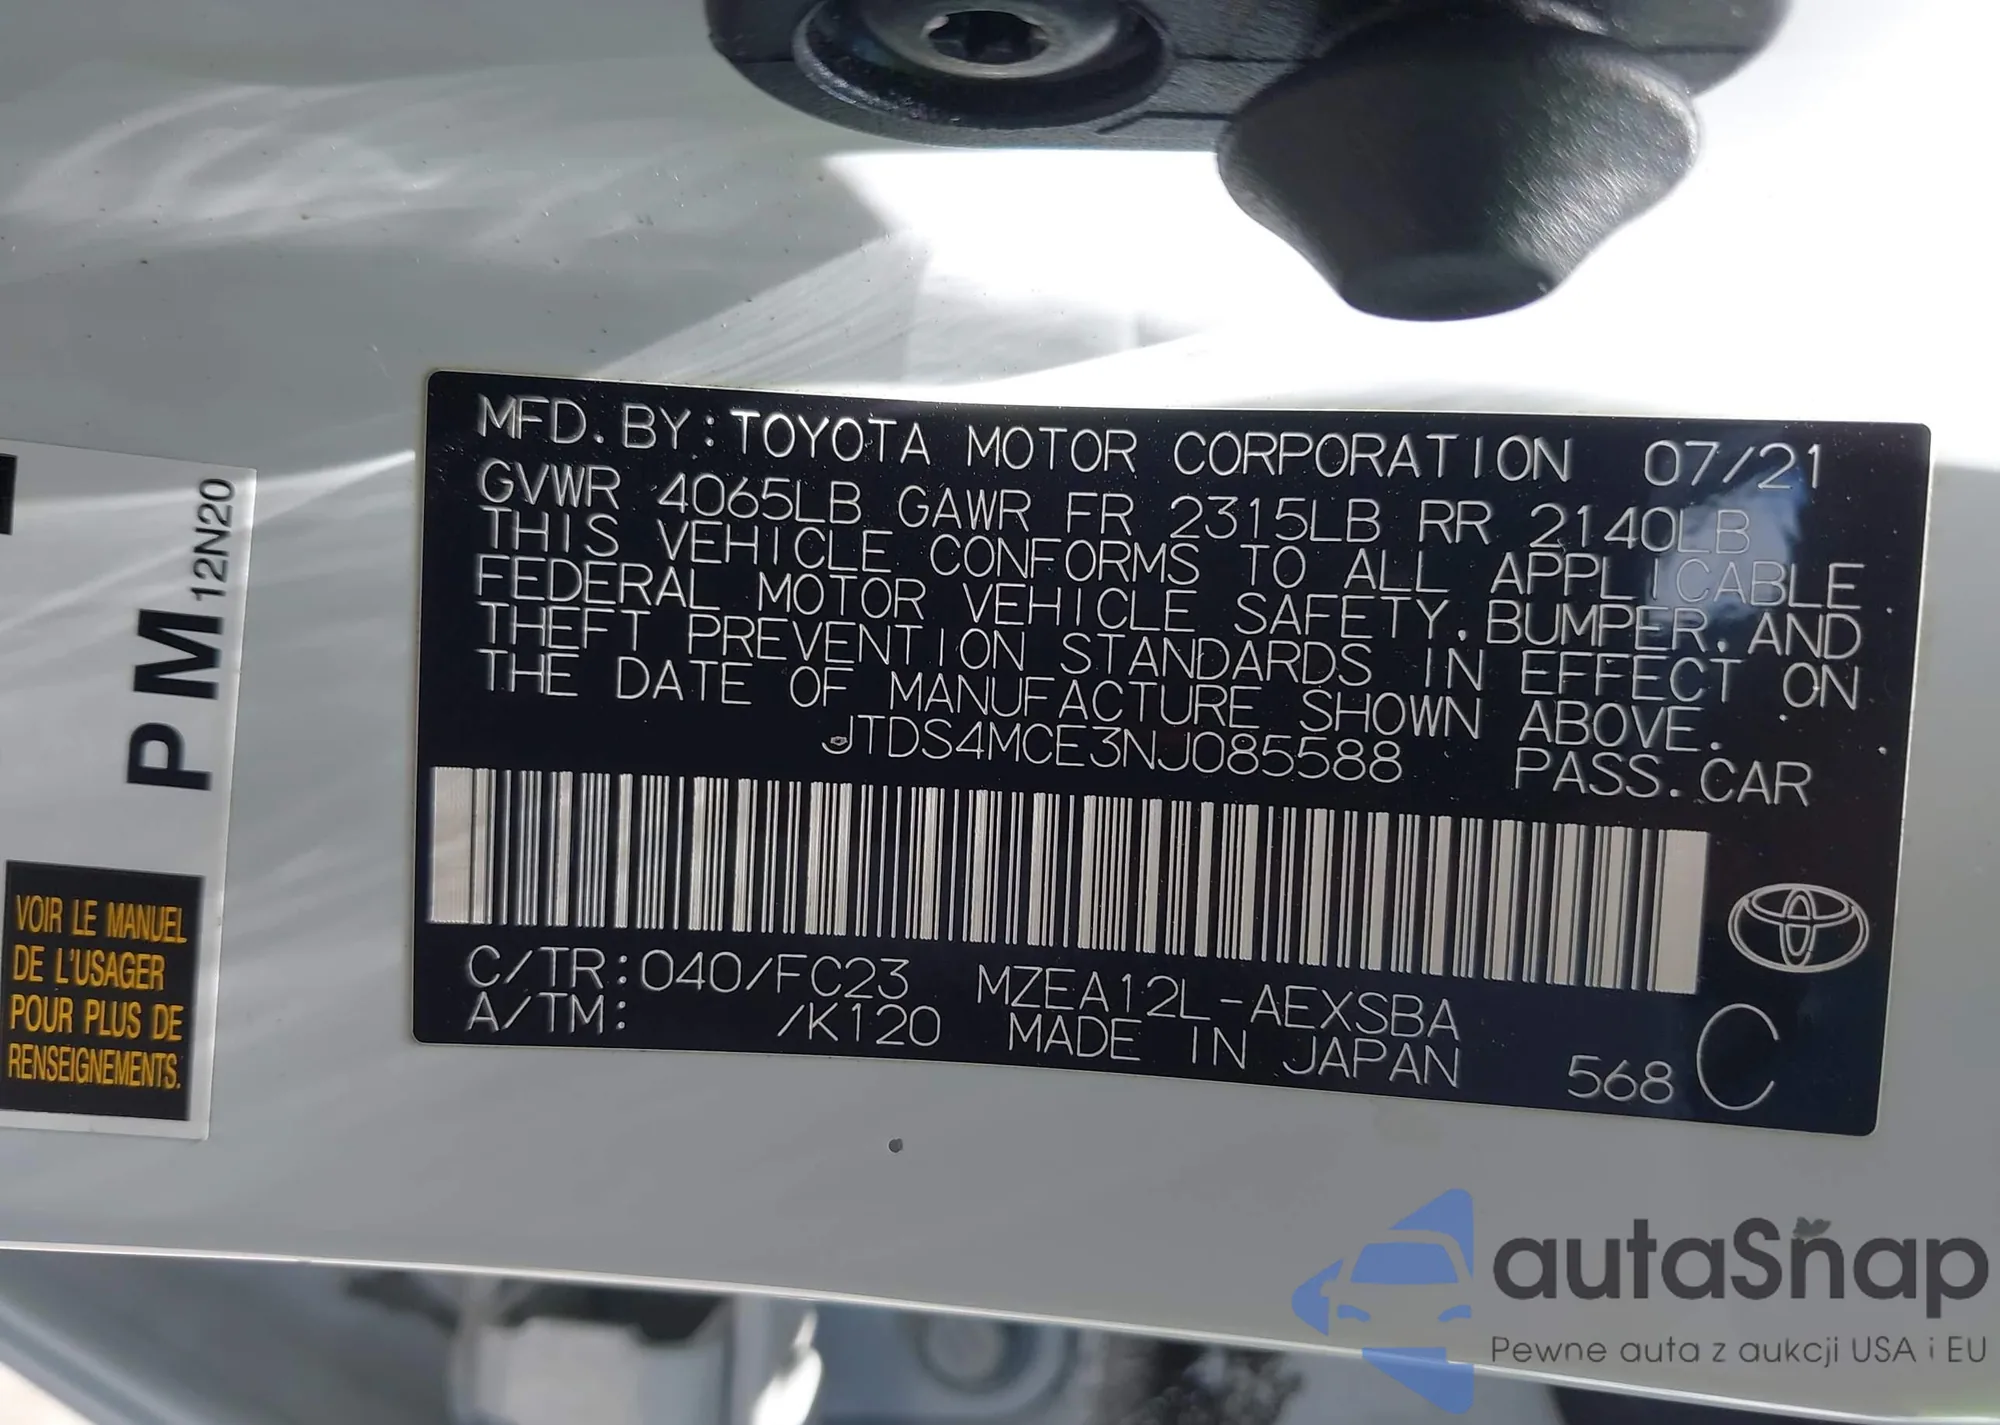 MFD. BY: TOYOTA MOTOR CORPORATION 07/21
GVWR 4065LB GAWR FR 2315LB RR 2140LB
THIS VEHICLE CONFORMS TO ALL APPLICABLE
FEDERAL MOTOR VEHICLE SAFETY, BUMPER, AND
THEFT PREVENTION STANDARDS IN EFFECT ON
THE DATE OF MANUFACTURE SHOWN ABOVE.
JTDS4MCE3NJ085588 PASS. CAR
C/TR: 040/FC23 MZEA12L-AEXSBA
A/TM: /K120 MADE IN JAPAN 568 C
PM 12N20
VOIR LE MANUEL
DE L'USAGER
POUR PLUS DE
RENSEIGNEMENTS.
autaSnap
Pewne auta z aukcji USA i EU